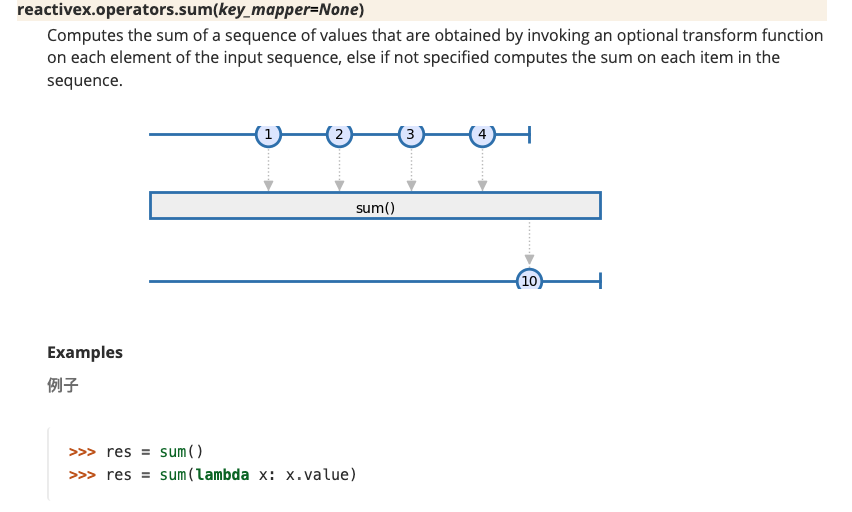 reactivex.operators.sum(key_mapper=None)
Computes the sum of a sequence of values that are obtained by invoking an optional transform function
on each element of the input sequence, else if not specified computes the sum on each item in the
sequence.
1 2 3 4
sum()
10
Examples
例子
>>> res = sum()
>>> res = sum(lambda x: x.value)